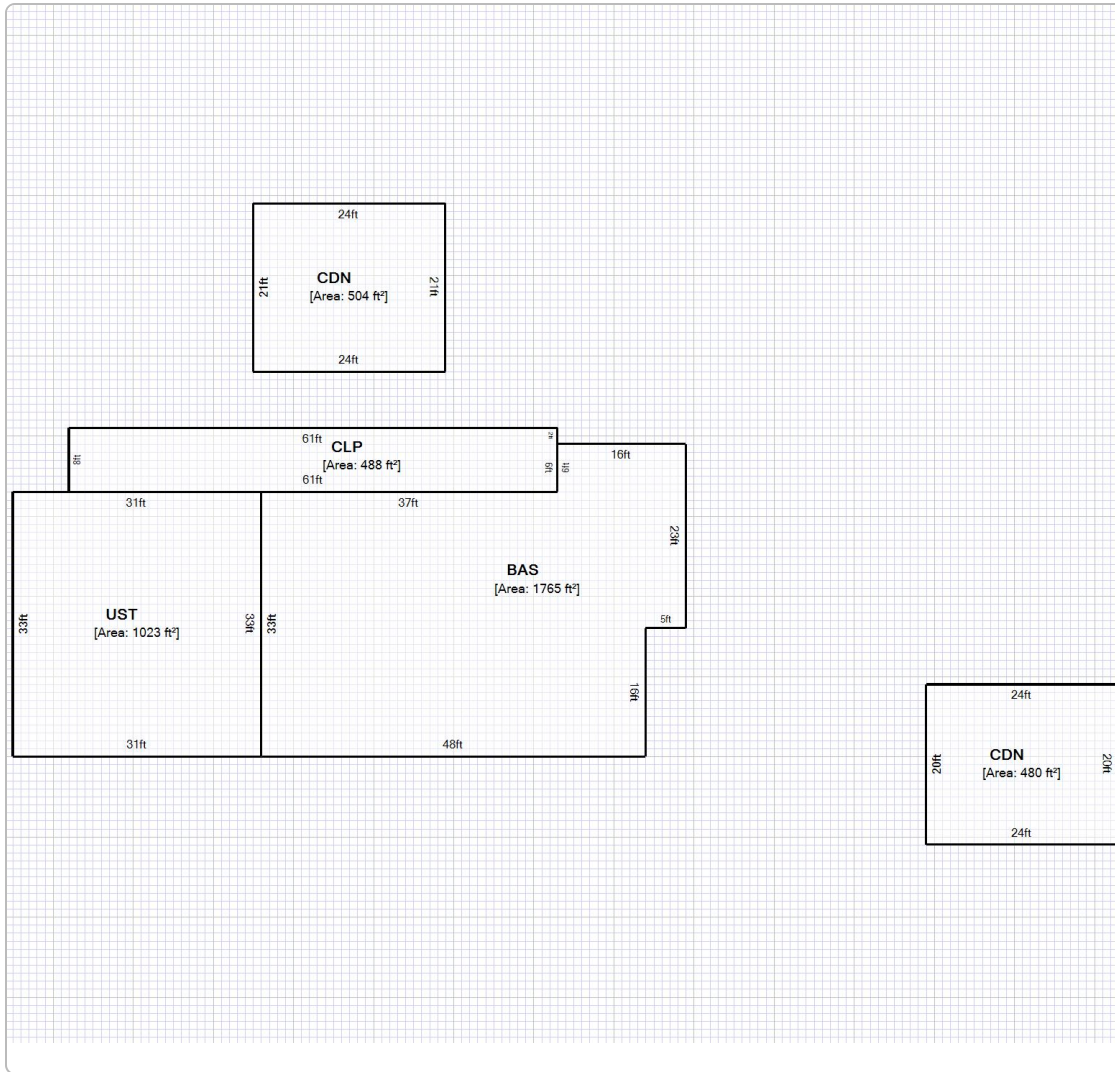 24ft
21ft
CDN
21ft
[Area: 504 ft²]
24ft
61ft
CLP
2ft
8ft
[Area: 488 ft²]
6ft
6ft
16ft
61ft
31ft
37ft
23ft
BAS
[Area: 1765 ft²]
UST
5ft
33ft
[Area: 1023 ft²]
33ft
33ft
16ft
24ft
31ft
48ft
CDN
20ft
[Area: 480 ft²]
20ft
24ft